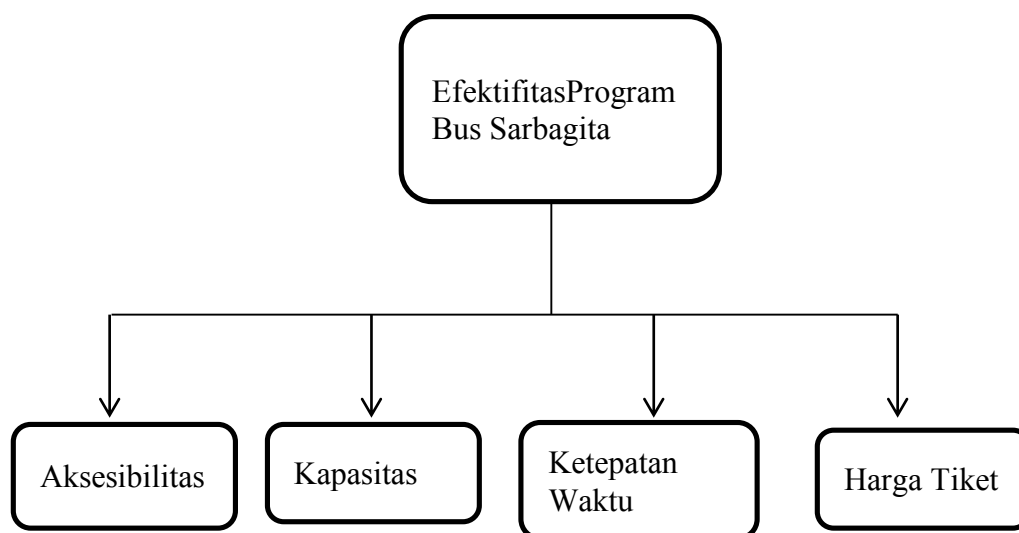 EfektifitasProgram
Bus Sarbagita
Aksesibilitas
Kapasitas
Ketepatan
Waktu
Harga Tiket